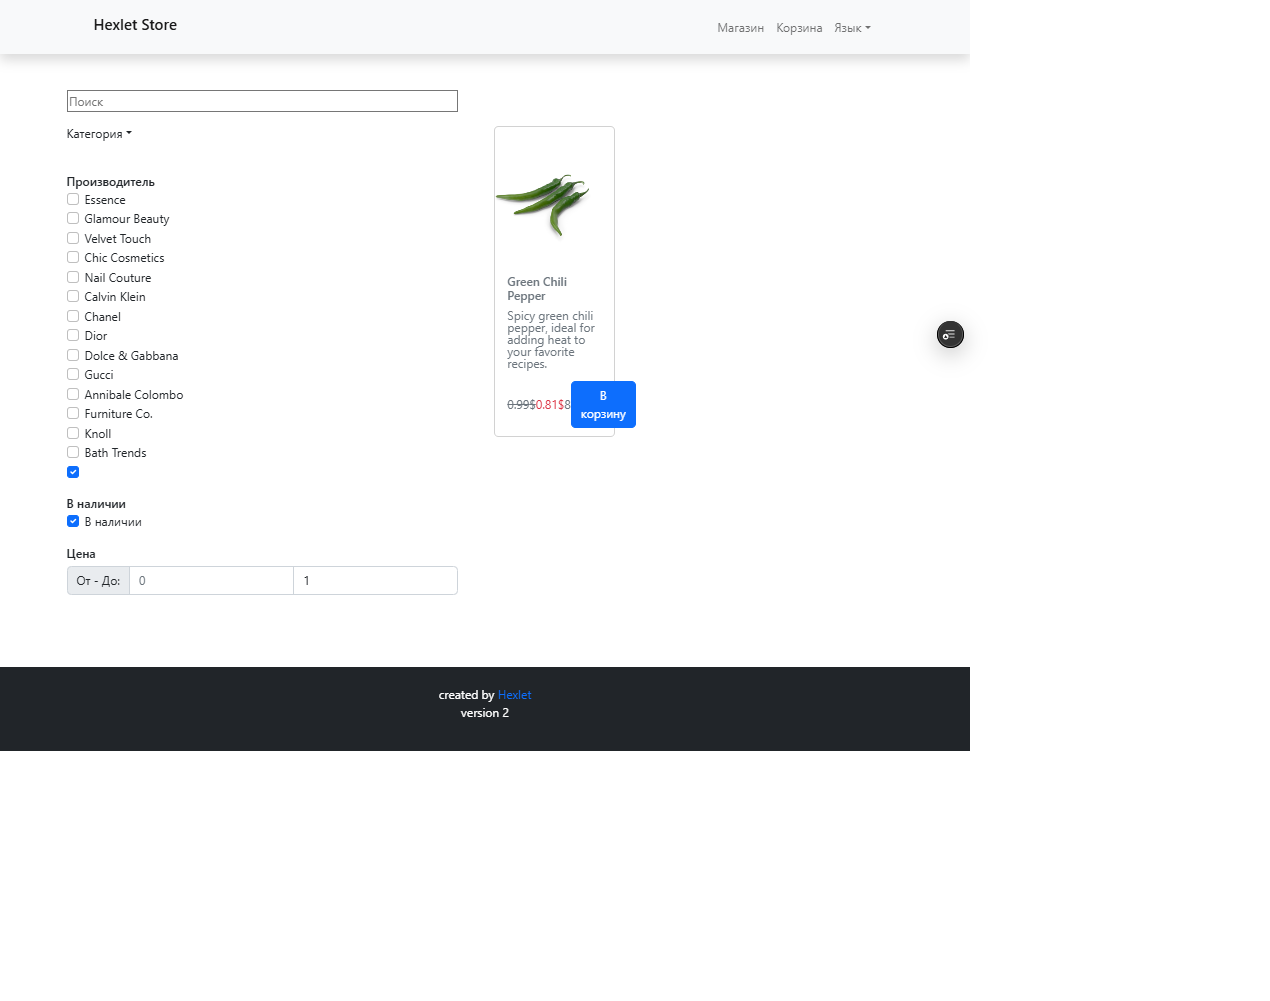 Hexlet Store
Магазин Корзина Язык
Поиск
Категория
Производитель
Essence
Glamour Beauty
Velvet Touch
Chic Cosmetics
Nail Couture
Calvin Klein
Chanel
Dior
Dolce & Gabbana
Gucci
Annibale Colombo
Furniture Co.
Knoll
Bath Trends
В наличии
В наличии
Цена
От - До: 0 1
Green Chili
Pepper
Spicy green chili
pepper, ideal for
adding heat to
your favorite
recipes.
0.99$0.81$8
В
корзину
created by Hexlet
version 2